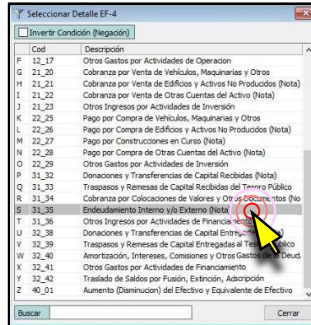 Seleccionar Detalle EF-4
Invertir Condición (Negación)
Cod Descripción
F 12_17 Otros Gastos por Actividades de Operacion
G 21_20 Cobranza por Venta de Vehículos, Maquinarias y Otros
H 21_21 Cobranza por Venta de Edificios y Activos No Producidos (Nota)
I 21_22 Cobranza por Venta de Otras Cuentas del Activo (Nota)
J 21_23 Otros Ingresos por Actividades de Inversión
K 22_25 Pago por Compra de Vehículos, Maquinarias y Otros
L 22_26 Pago por Compra de Edificios y Activos No Producidos (Nota)
M 22_27 Pago por Construcciones en Curso (Nota)
N 22_28 Pago por Compra de Otras Cuentas del Activo (Nota)
O 22_29 Otros Gastos por Actividades de Inversión
P 31_32 Donaciones y Transferencias de Capital Recibidas (Nota)
Q 31_33 Traspasos y Remesas de Capital Recibidas del Tesoro Público
R 31_34 Cobranza por Colocaciones de Valores y Otros Documentos (No
S 31_35 Endeudamiento Interno y/o Externo (Nota)
T 31_36 Otros Ingresos por Actividades de
U 32_38 Donaciones y Transferencias de Capital
V 32_39 Traspasos y Remesas de Capital Entregadas al
W 32_40 Amortización, Intereses, Comisiones y Otros Gastos
X 32_41 Otros Gastos por Actividades de Financiamiento
Y 32_42 Traslado de Saldos por Fusión, Extinción, Adscripción
Z 40_01 Aumento (Disminucion) del Efectivo y Equivalente de Efectivo
Buscar Cerrar